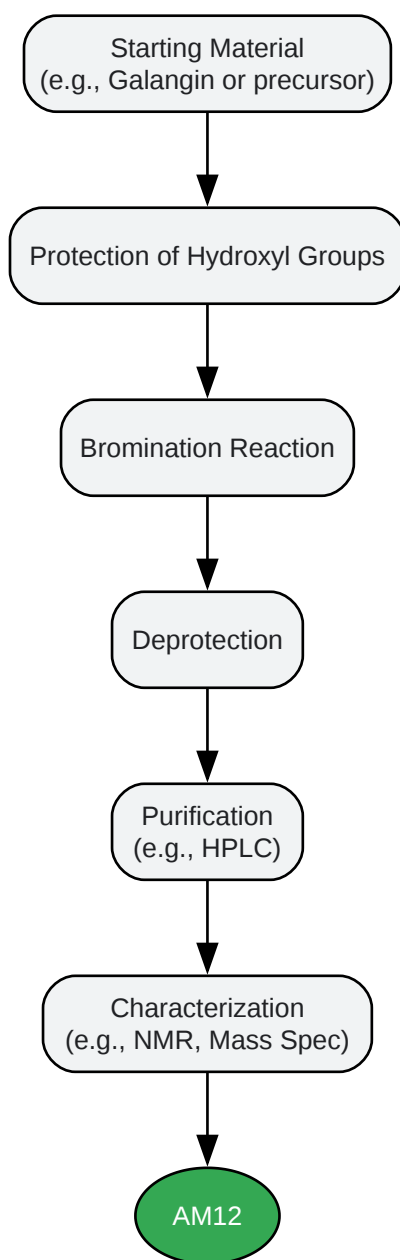 Starting Material
(e.g., Galangin or precursor)
Protection of Hydroxyl Groups
Bromination Reaction
Deprotection
Purification
(e.g., HPLC)
Characterization
(e.g., NMR, Mass Spec)
AM12